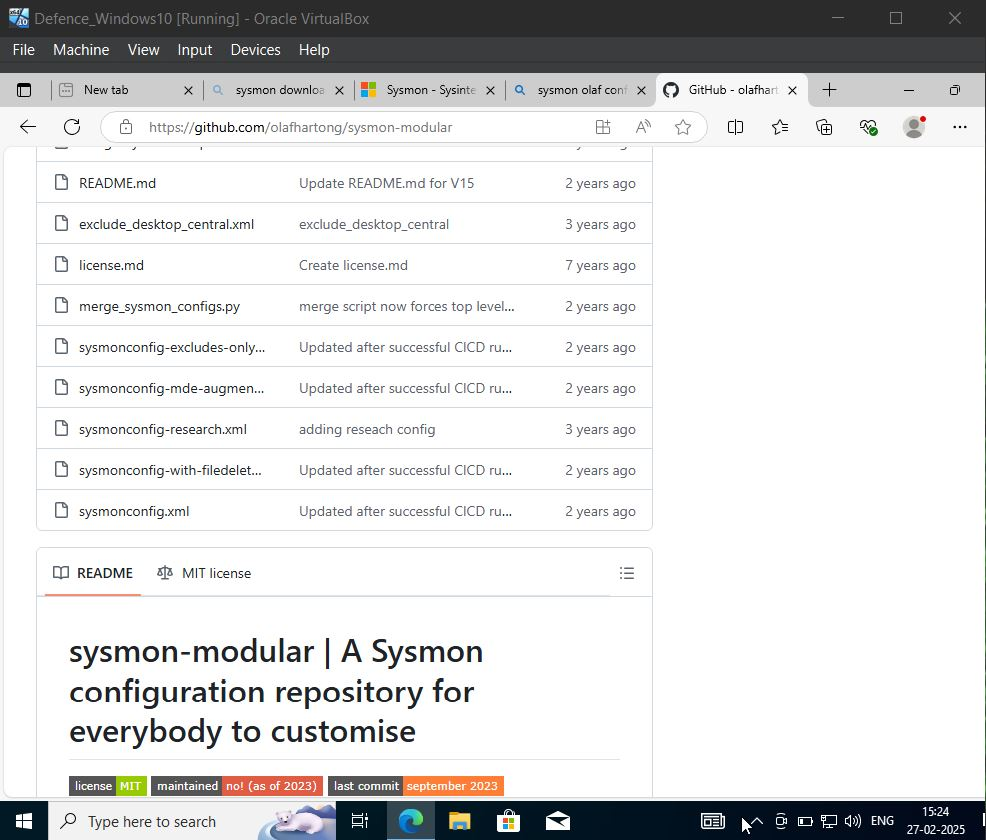 Defence_Windows10 [Running] - Oracle VirtualBox
File Machine View Input Devices Help
New tab
sysmon downloa
Sysmon - Sysinte
sysmon olaf conf
GitHub - olafhart
https://github.com/olafhartong/sysmon-modular
README.md Update README.md for V15 2 years ago
exclude_desktop_central.xml exclude_desktop_central 3 years ago
license.md Create license.md 7 years ago
merge_sysmon_configs.py merge script now forces top level... 2 years ago
sysmonconfig-excludes-only... Updated after successful CICD ru... 2 years ago
sysmonconfig-mde-augmen... Updated after successful CICD ru... 2 years ago
sysmonconfig-research.xml adding reseach config 3 years ago
sysmonconfig-with-filedelet... Updated after successful CICD ru... 2 years ago
sysmonconfig.xml Updated after successful CICD ru... 2 years ago
README MIT license
sysmon-modular | A Sysmon
configuration repository for
everybody to customise
license MIT maintained no! (as of 2023) last commit september 2023
Type here to search
ENG
15:24
27-02-2025